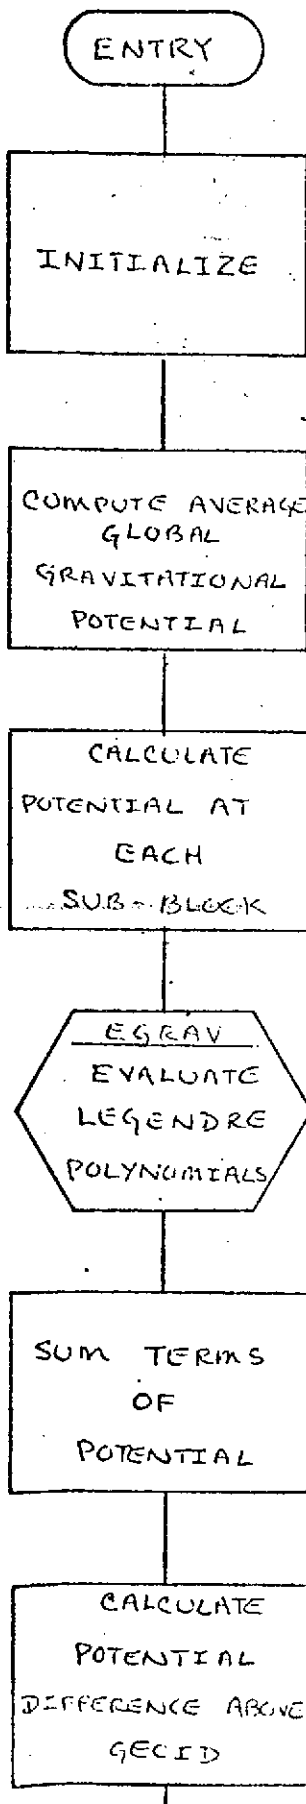 ENTRY
INITIALIZE
COMPUTE AVERAGE
GLOBAL
GRAVITATIONAL
POTENTIAL
CALCULATE
POTENTIAL AT
EACH
SUB-BLOCK
EGRAV
EVALUATE
LEGENDRE
POLYNOMIALS
SUM TERMS
OF
POTENTIAL
CALCULATE
POTENTIAL
DIFFERENCE ABOVE
GEOID